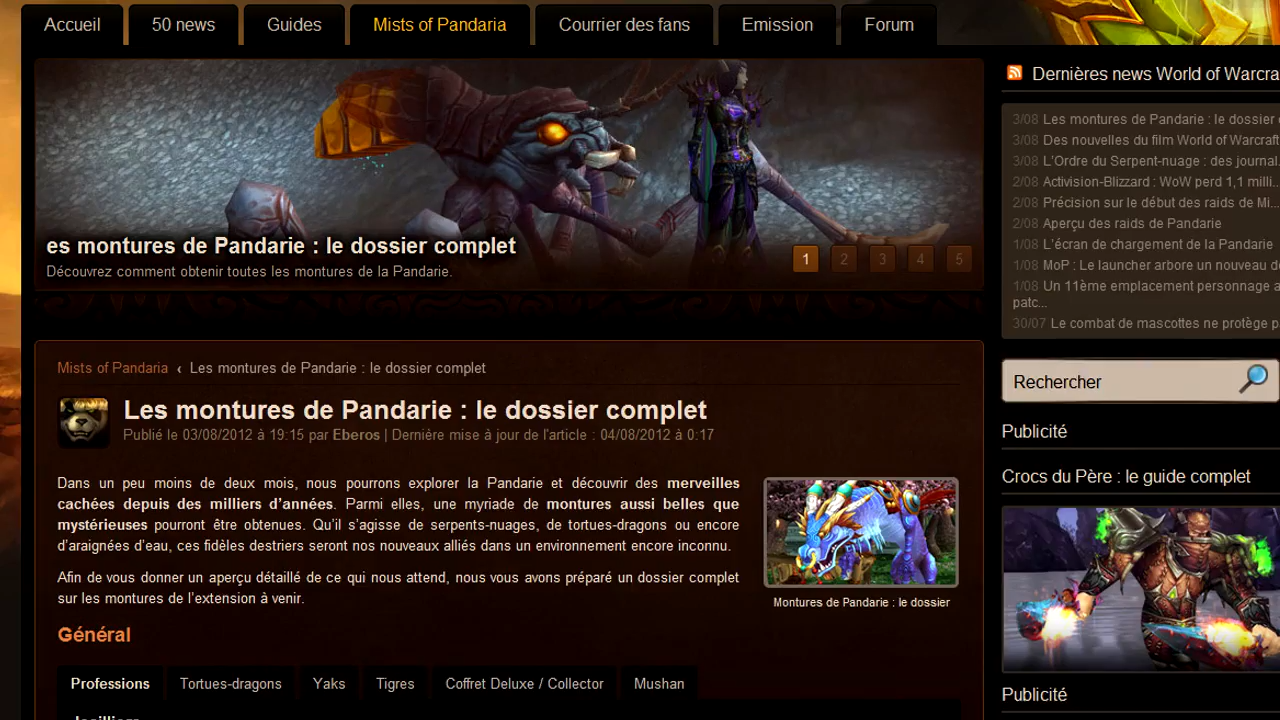 Accueil
50 news
Guides
Mists of Pandaria
Courrier des fans
Emission
Forum
es montures de Pandarie : le dossier complet
Découvrez comment obtenir toutes les montures de la Pandarie.
1 2 3 4 5
Mists of Pandaria ‹ Les montures de Pandarie : le dossier complet
Les montures de Pandarie : le dossier complet
Publié le 03/08/2012 à 19:15 par Eberos | Dernière mise à jour de l'article : 04/08/2012 à 0:17
Dans un peu moins de deux mois, nous pourrons explorer la Pandarie et découvrir des merveilles
cachées depuis des milliers d'années. Parmi elles, une myriade de montures aussi belles que
mystérieuses pourront être obtenues. Qu'il s'agisse de serpents-nuages, de tortues-dragons ou encore
d'araignées d'eau, ces fidèles destriers seront nos nouveaux alliés dans un environnement encore inconnu.
Afin de vous donner un aperçu détaillé de ce qui nous attend, nous vous avons préparé un dossier complet
sur les montures de l'extension à venir.
Montures de Pandarie : le dossier
Général
Professions
Tortues-dragons
Yaks
Tigres
Coffret Deluxe / Collector
Mushan
Dernières news World of Warcra
3/08 Les montures de Pandarie : le dossier
3/08 Des nouvelles du film World of Warcraft
3/08 L'Ordre du Serpent-nuage : des journal.
2/08 Activision-Blizzard : WoW perd 1,1 milli..
2/08 Précision sur le début des raids de Mi...
2/08 Aperçu des raids de Pandarie
1/08 L'écran de chargement de la Pandarie
1/08 MoP : Le launcher arbore un nouveau d
1/08 Un 11ème emplacement personnage a
patc...
30/07 Le combat de mascottes ne protège p
Rechercher
Publicité
Crocs du Père : le guide complet
Publicité